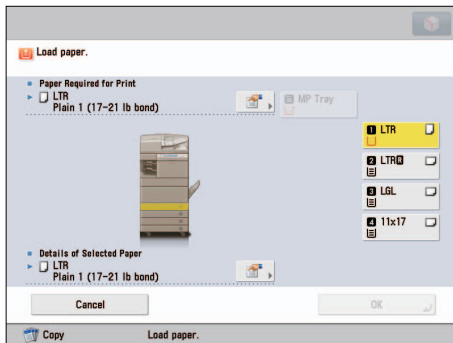 Load paper.
Paper Required for Print
LTR
Plain 1 (17-21 lb bond)
MP Tray
1 LTR
2 LTRR
3 LGL
4 11x17
Details of Selected Paper
LTR
Plain 1 (17-21 lb bond)
Cancel
OK
Copy
Load paper.